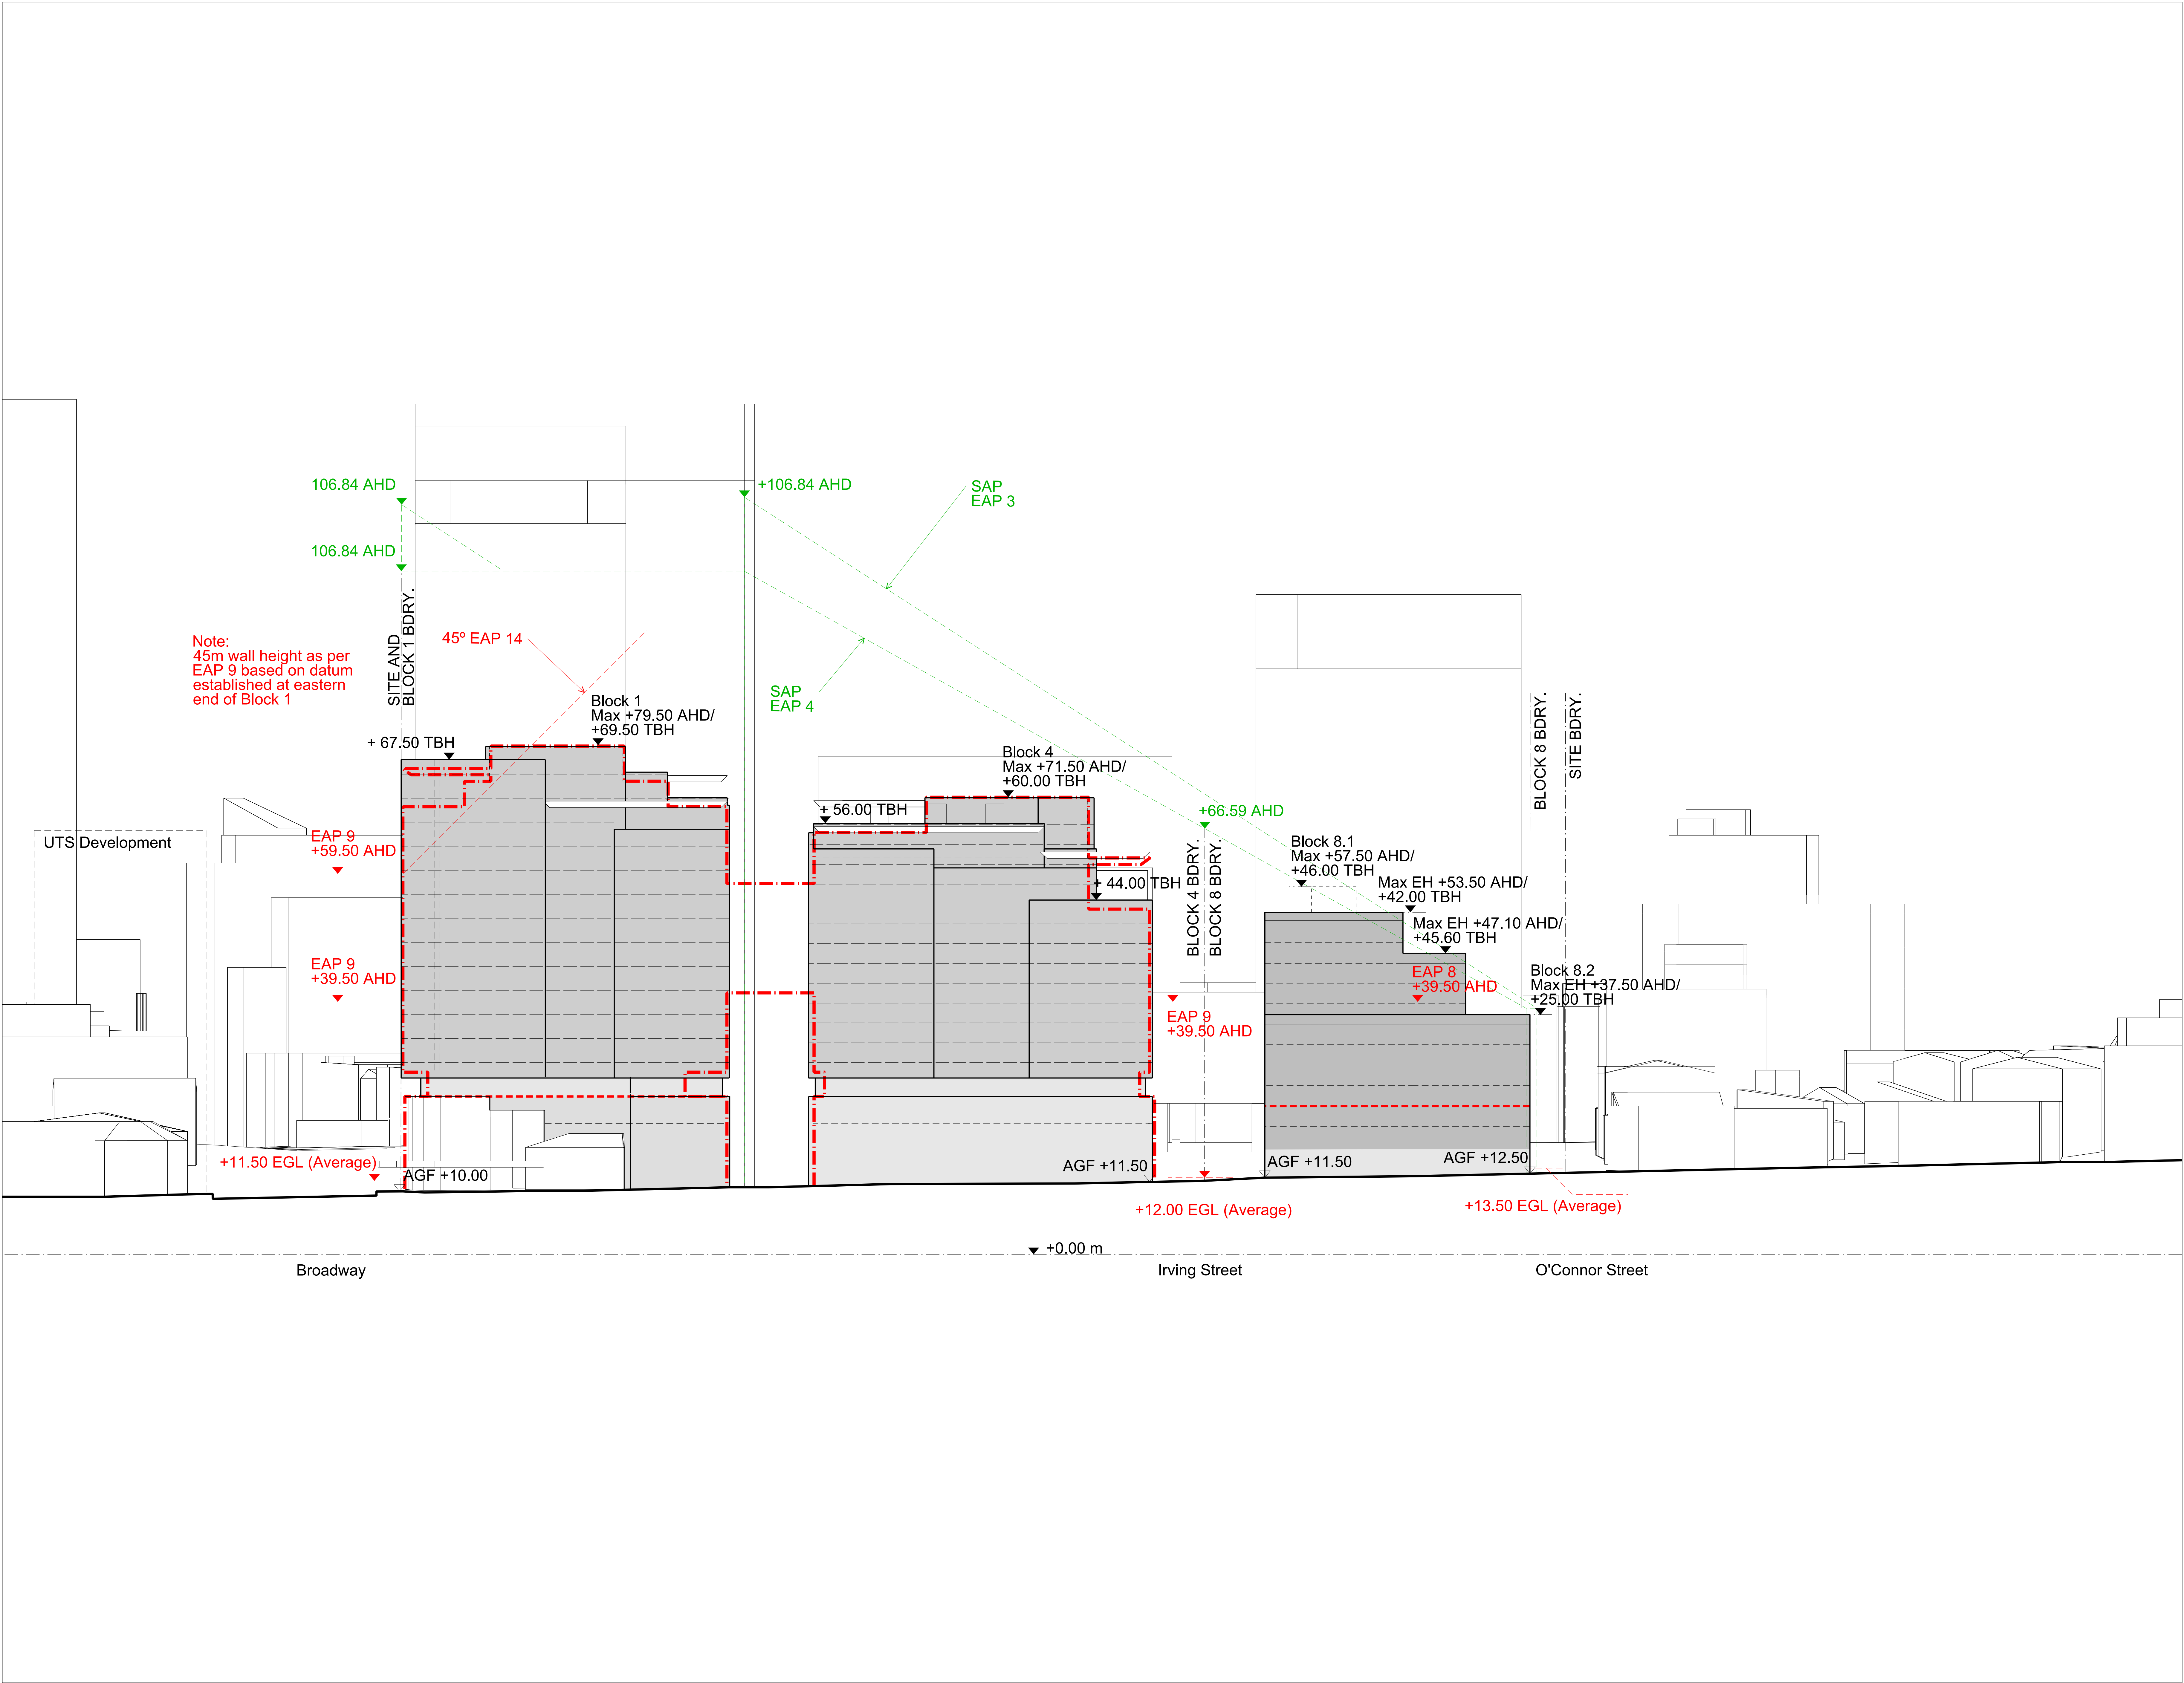 106.84 AHD
+106.84 AHD
SAP
EAP 3
106.84 AHD
SITE AND
BLOCK 1 BDRY.
45º EAP 14
Note:
45m wall height as per
EAP 9 based on datum
established at eastern
end of Block 1
SAP
EAP 4
Block 1
Max +79.50 AHD/
+69.50 TBH
+ 67.50 TBH
BLOCK 8 BDRY.
SITE BDRY.
Block 4
Max +71.50 AHD/
+60.00 TBH
+ 56.00 TBH
+66.59 AHD
UTS Development
EAP 9
+59.50 AHD
BLOCK 4 BDRY.
BLOCK 8 BDRY.
Block 8.1
Max +57.50 AHD/
+46.00 TBH
+ 44.00 TBH
Max EH +53.50 AHD/
+42.00 TBH
Max EH +47.10 AHD/
+45.60 TBH
EAP 9
+39.50 AHD
EAP 8
+39.50 AHD
Block 8.2
Max EH +37.50 AHD/
+25.00 TBH
EAP 9
+39.50 AHD
+11.50 EGL (Average)
AGF +10.00
AGF +11.50
AGF +11.50
AGF +12.50
+12.00 EGL (Average)
+13.50 EGL (Average)
+0.00 m
Broadway
Irving Street
O'Connor Street